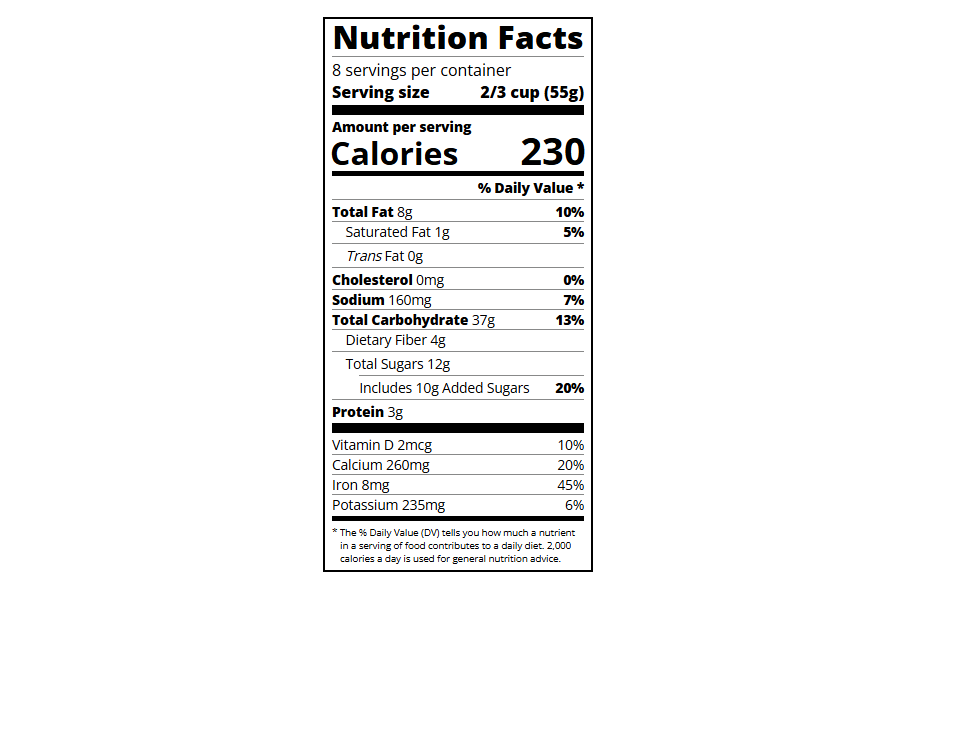 Nutrition Facts
8 servings per container
Serving size 2/3 cup (55g)
Amount per serving
Calories 230
% Daily Value *
Total Fat 8g 10%
Saturated Fat 1g 5%
Trans Fat 0g
Cholesterol 0mg 0%
Sodium 160mg 7%
Total Carbohydrate 37g 13%
Dietary Fiber 4g
Total Sugars 12g
Includes 10g Added Sugars 20%
Protein 3g
Vitamin D 2mcg 10%
Calcium 260mg 20%
Iron 8mg 45%
Potassium 235mg 6%
* The % Daily Value (DV) tells you how much a nutrient
in a serving of food contributes to a daily diet. 2,000
calories a day is used for general nutrition advice.